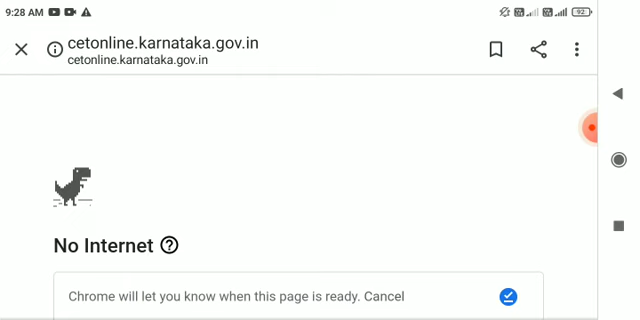 9:28 AM
92
cetonline.karnataka.gov.in
cetonline.karnataka.gov.in
No Internet
Chrome will let you know when this page is ready. Cancel